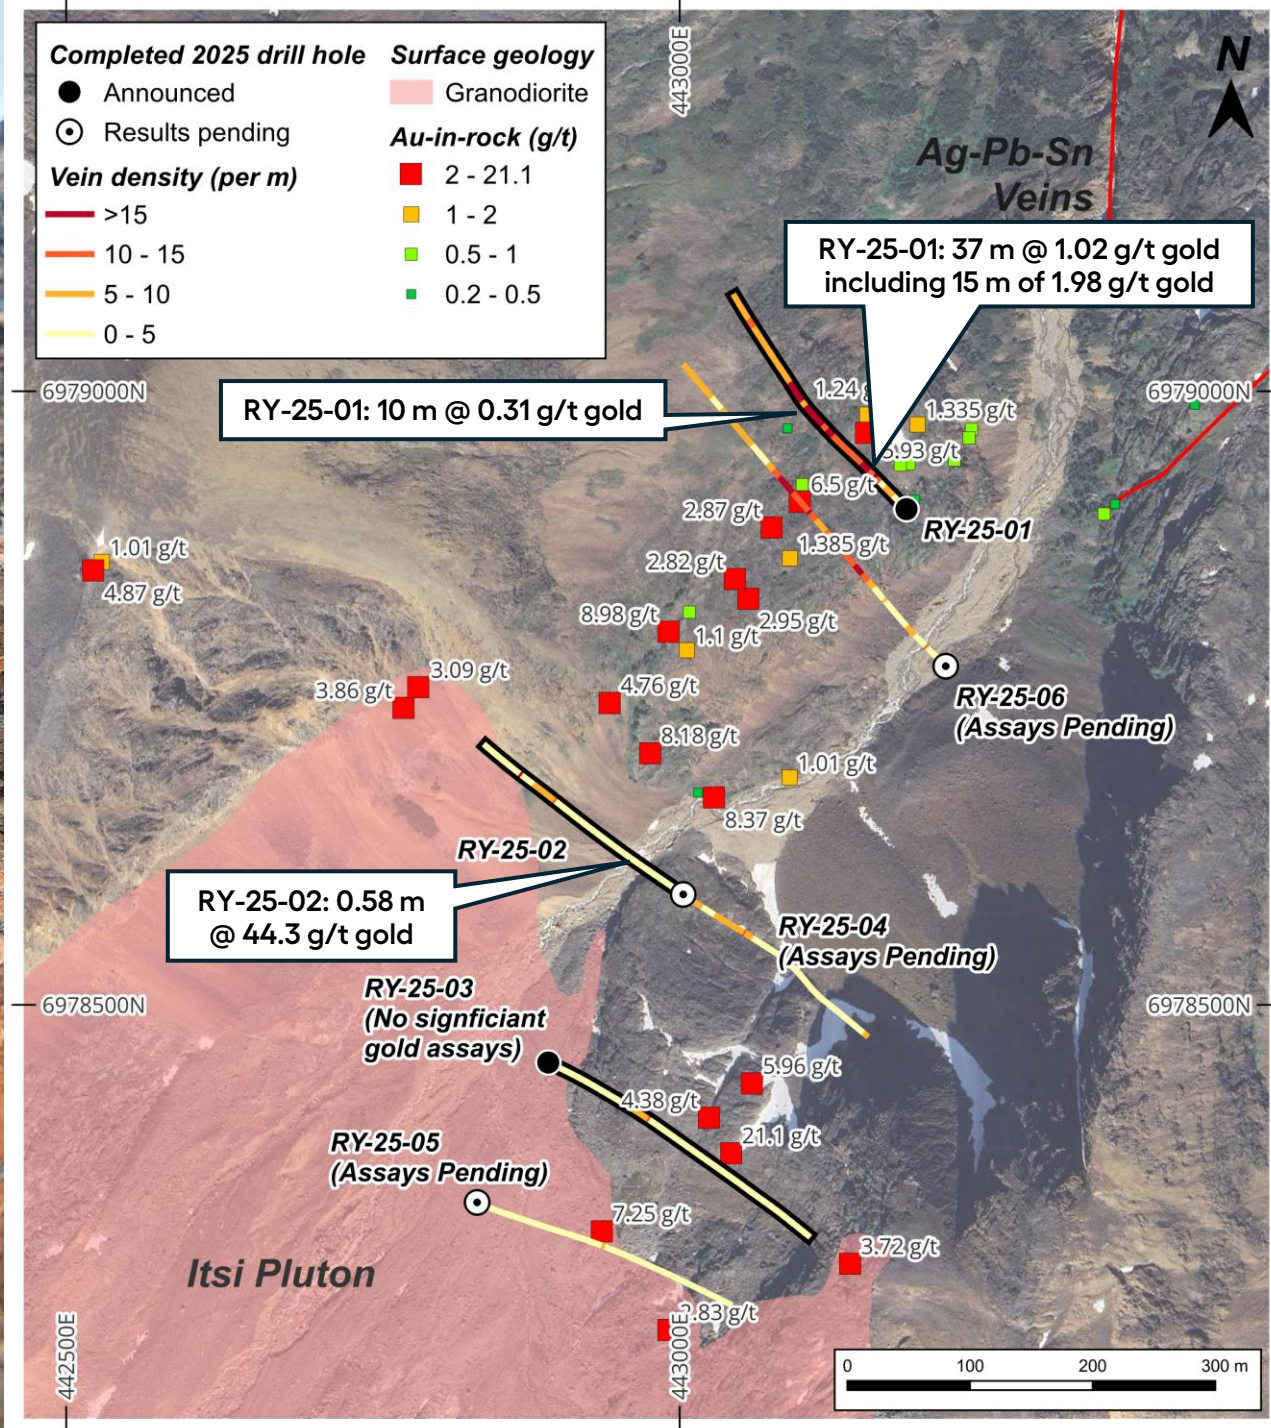 Completed 2025 drill hole
Announced
Results pending
Vein density (per m)
>15
10 - 15
5 - 10
0 - 5
Surface geology
Granodiorite
Au-in-rock (g/t)
2 - 21.1
1 - 2
0.5 - 1
0.2 - 0.5
443000E
N
Ag-Pb-Sn
Veins
RY-25-01: 37 m @ 1.02 g/t gold
including 15 m of 1.98 g/t gold
6979000N
6979000N
RY-25-01: 10 m @ 0.31 g/t gold
1.24
1.335 g/t
5.93 g/t
6.5 g/t
2.87 g/t
RY-25-01
1.385 g/t
1.01 g/t
4.87 g/t
2.82 g/t
2.95 g/t
8.98 g/t
1.1 g/t
3.09 g/t
3.86 g/t
4.76 g/t
RY-25-06
(Assays Pending)
8.18 g/t
1.01 g/t
8.37 g/t
RY-25-02
RY-25-02: 0.58 m
@ 44.3 g/t gold
RY-25-04
(Assays Pending)
RY-25-03
(No signficiant
gold assays)
6978500N
6978500N
5.96 g/t
4.38 g/t
21.1 g/t
RY-25-05
(Assays Pending)
7.25 g/t
3.72 g/t
Itsi Pluton
.83 g/t
442500E
443000E
0
100
200
300 m